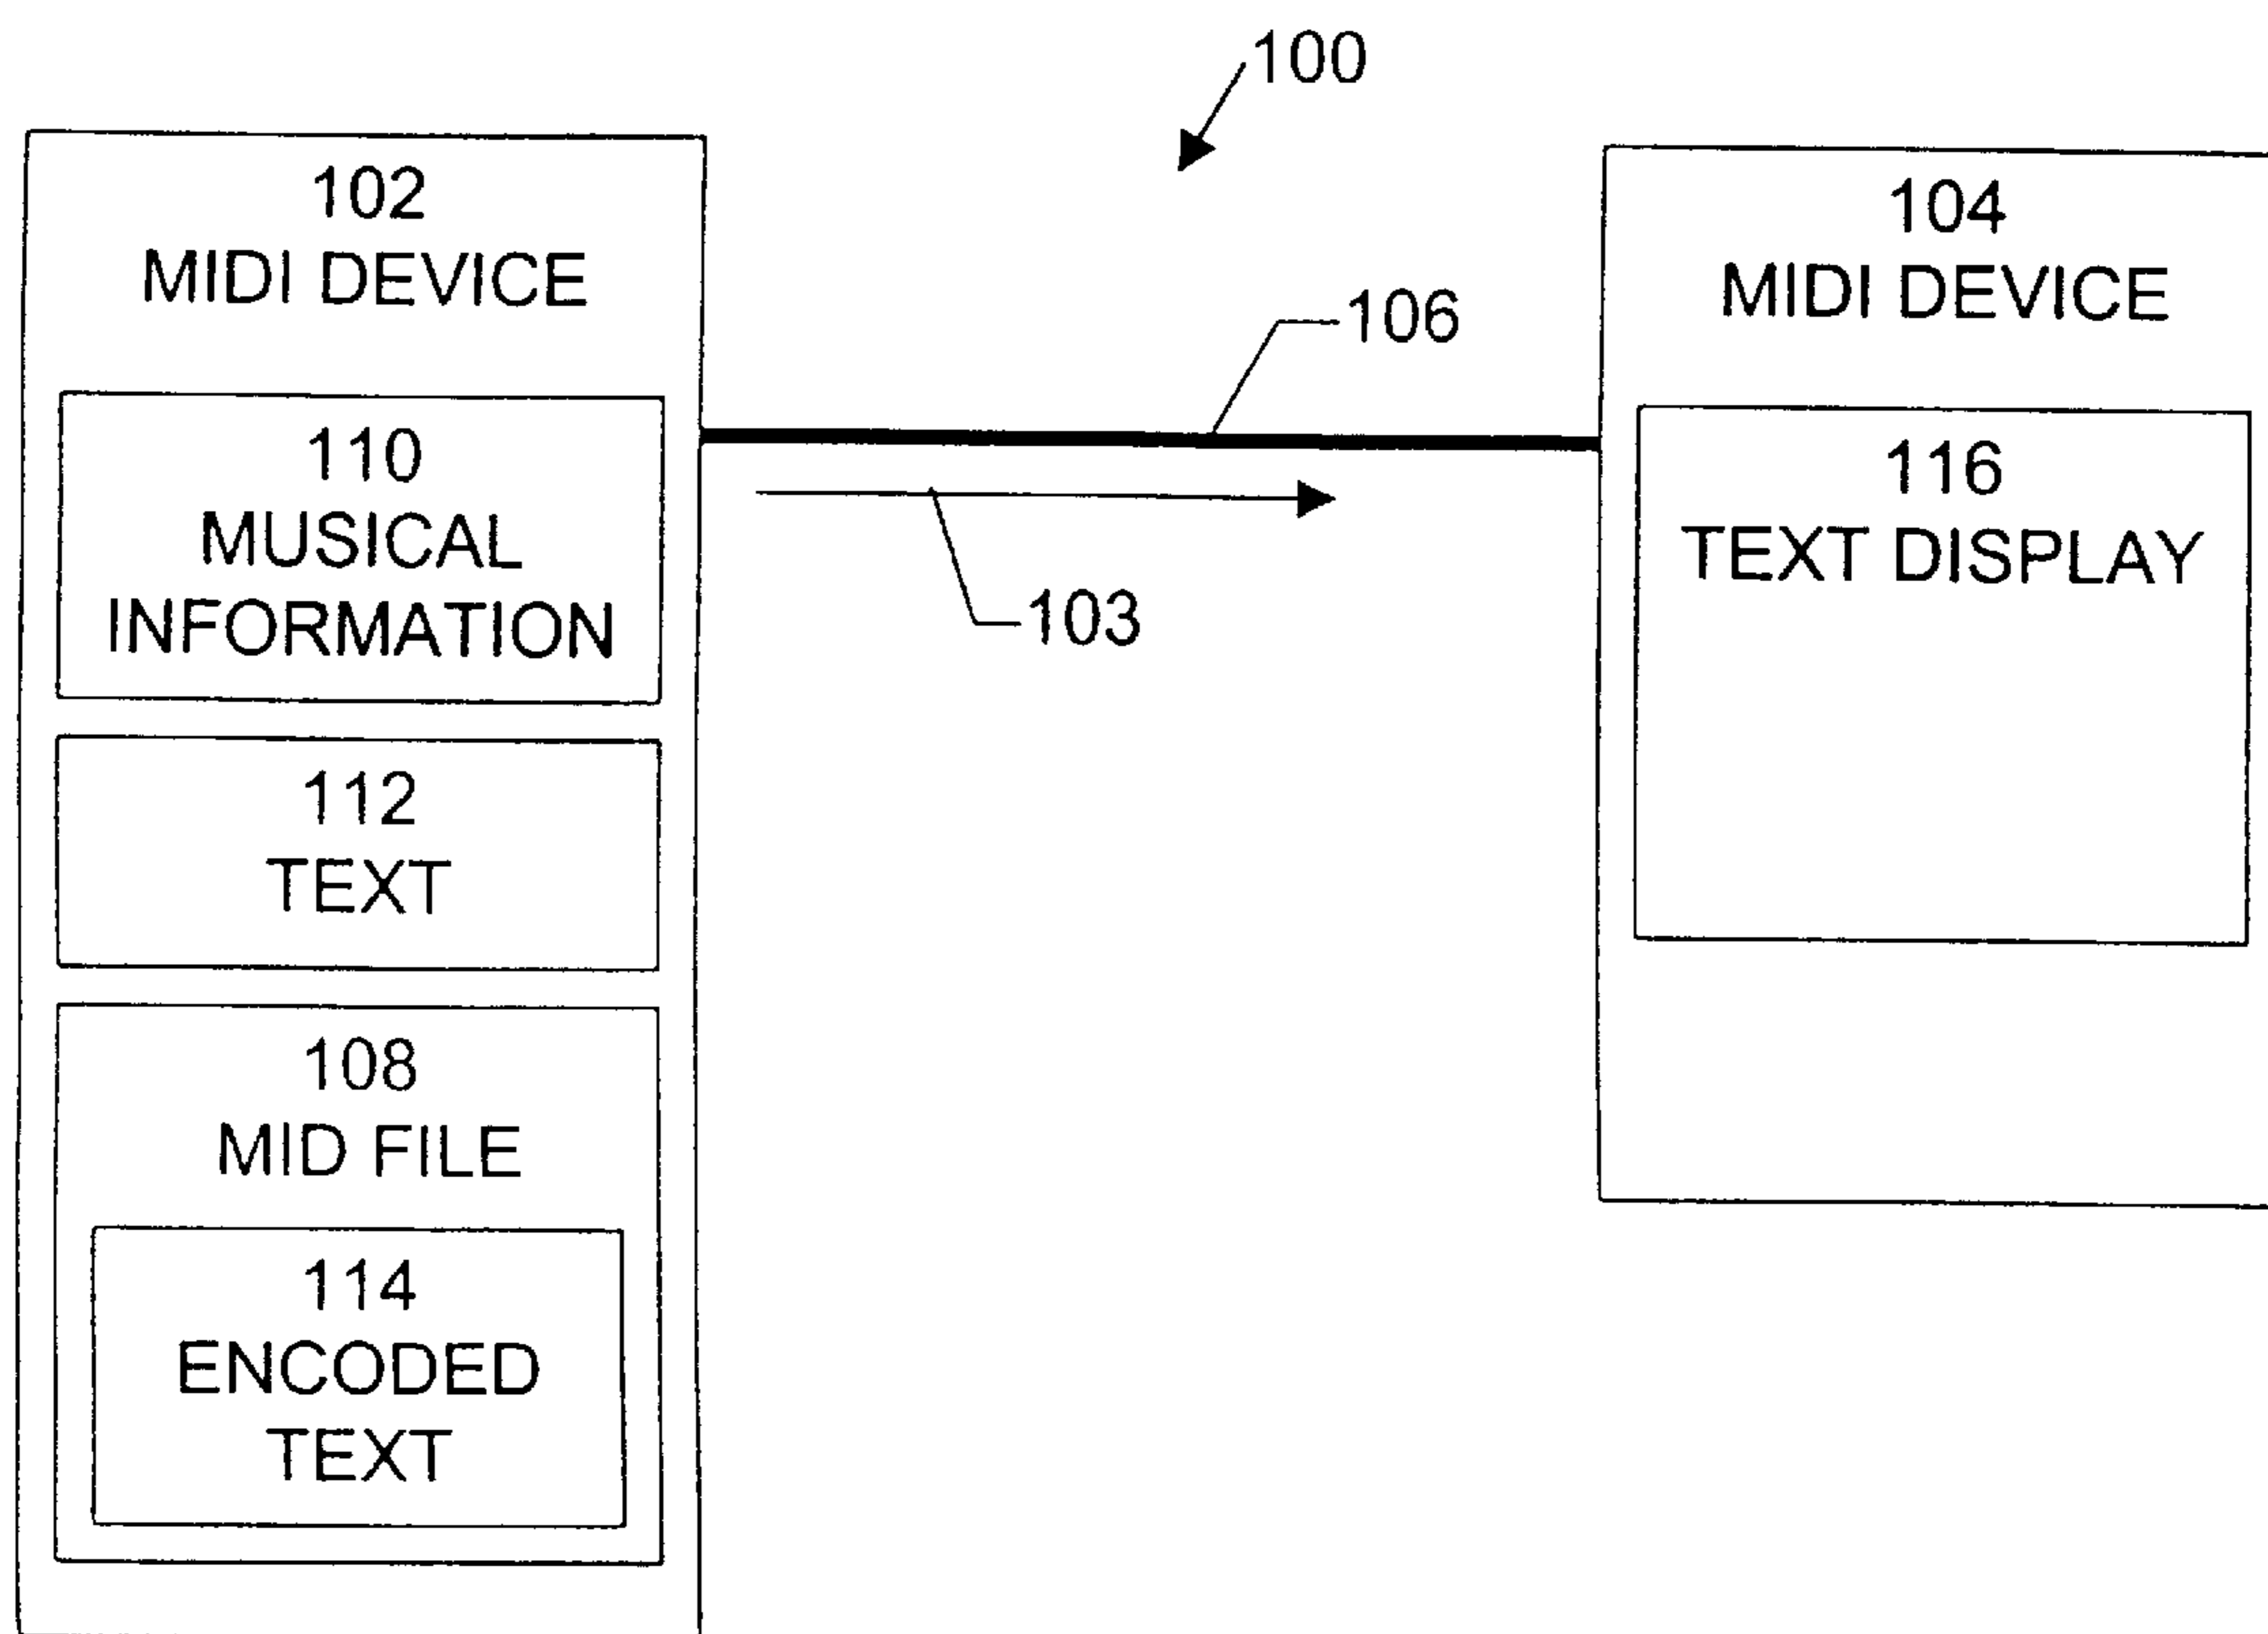 100
102
MIDI DEVICE
110
MUSICAL
INFORMATION
112
TEXT
108
MID FILE
114
ENCODED
TEXT
106
103
104
MIDI DEVICE
116
TEXT DISPLAY